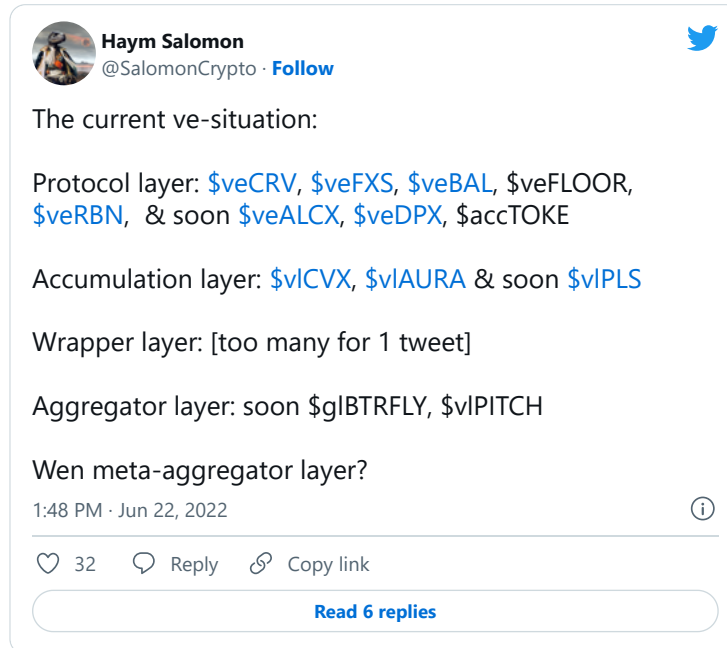 Haym Salomon
@SalomonCrypto · Follow
The current ve-situation:
Protocol layer: $veCRV, $veFXS, $veBAL, $veFLOOR,
$veRBN, & soon $veALCX, $veDPX, $accTOKE
Accumulation layer: $vlCVX, $vlAURA & soon $vlPLS
Wrapper layer: [too many for 1 tweet]
Aggregator layer: soon $glBTRFLY, $vlPITCH
Wen meta-aggregator layer?
1:48 PM · Jun 22, 2022
32 Reply Copy link
Read 6 replies